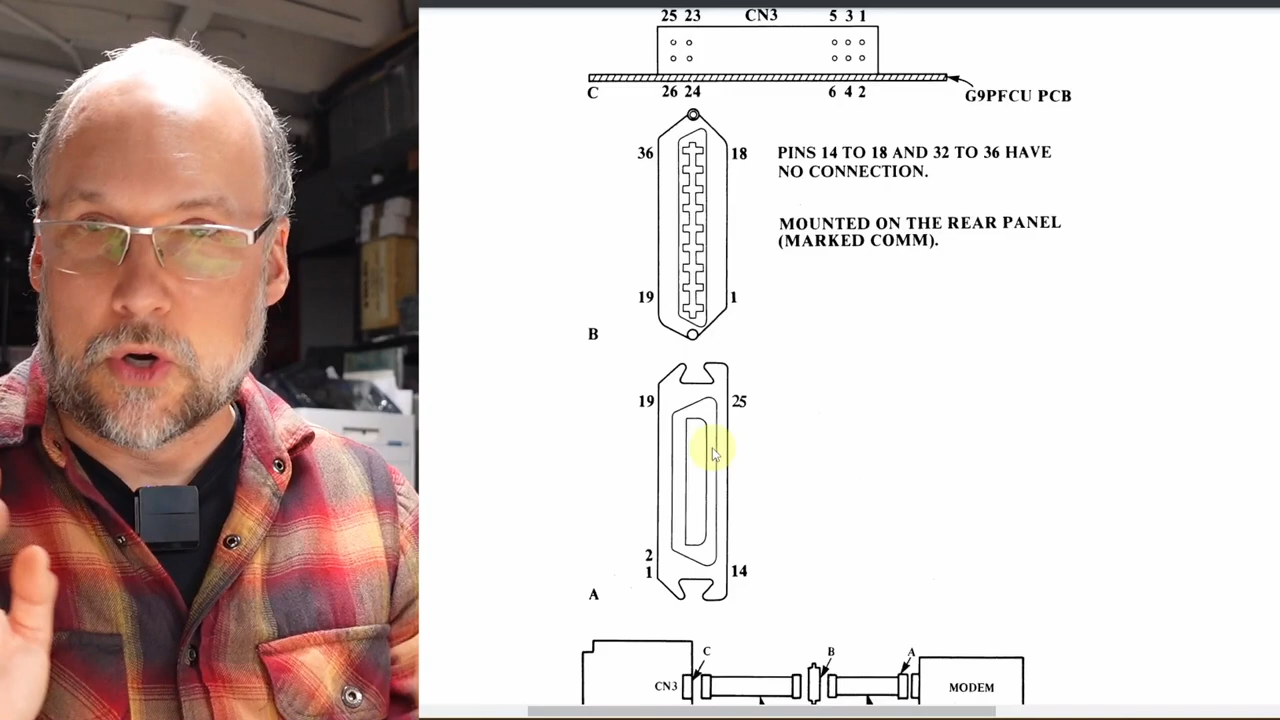 25 23 CN3 5 3 1
26 24 6 4 2
C
G9PFCU PCB
36 18
PINS 14 TO 18 AND 32 TO 36 HAVE
NO CONNECTION.
MOUNTED ON THE REAR PANEL
(MARKED COMM).
19 1
B
19 25
2
1 14
A
C B A
CN3 MODEM